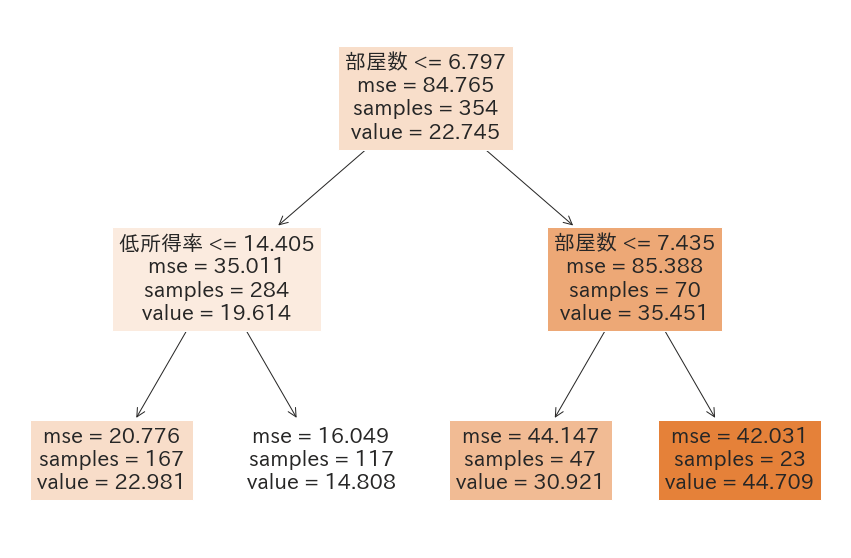 部屋数 <= 6.797
mse = 84.765
samples = 354
value = 22.745
低所得率 <= 14.405
mse = 35.011
samples = 284
value = 19.614
部屋数 <= 7.435
mse = 85.388
samples = 70
value = 35.451
mse = 20.776
samples = 167
value = 22.981
mse = 16.049
samples = 117
value = 14.808
mse = 44.147
samples = 47
value = 30.921
mse = 42.031
samples = 23
value = 44.709